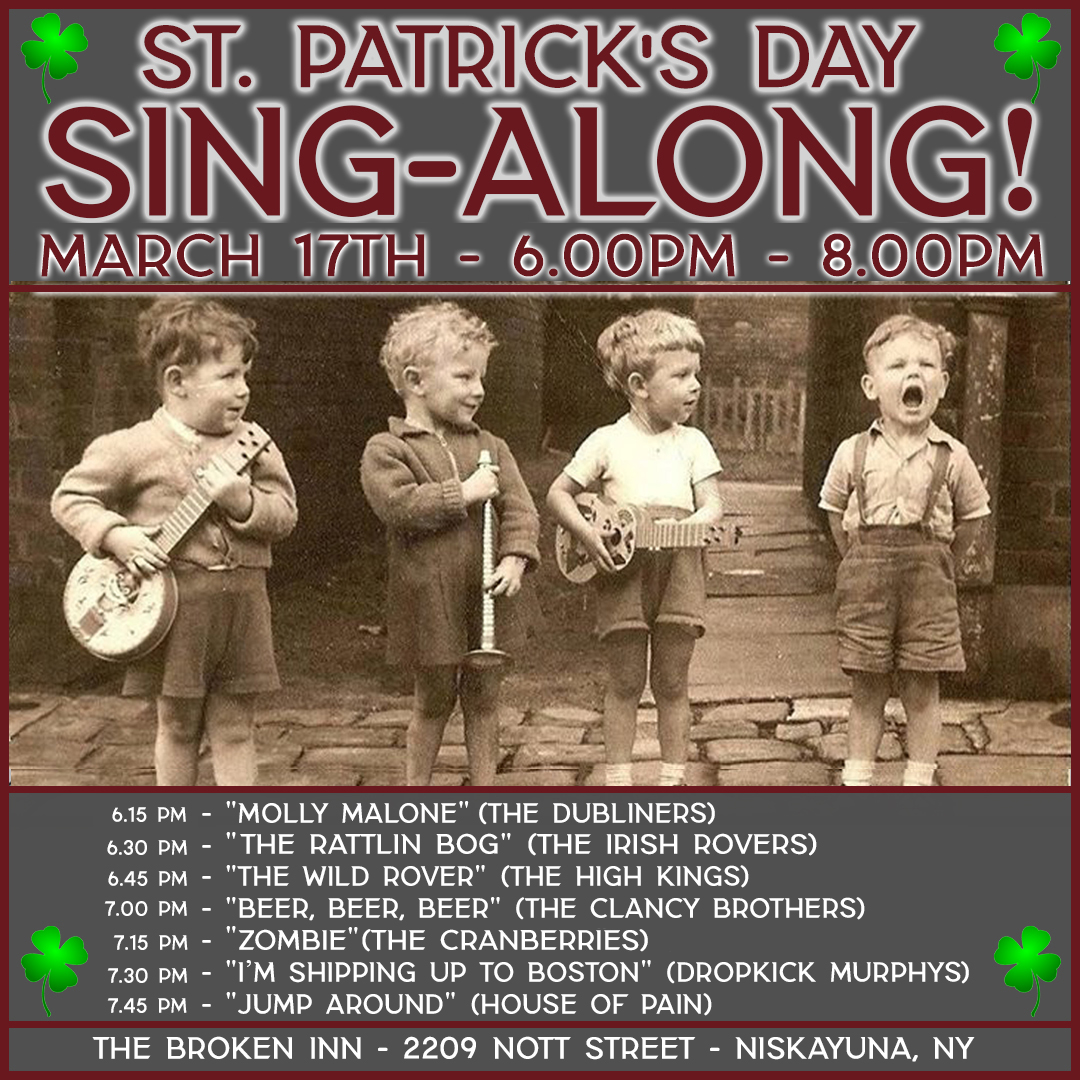 ST. PATRICK'S DAY
SING-ALONG!
MARCH 17TH - 6.00PM - 8.00PM
6.15 PM - "MOLLY MALONE" (THE DUBLINERS)
6.30 PM - "THE RATTLIN BOG" (THE IRISH ROVERS)
6.45 PM - "THE WILD ROVER" (THE HIGH KINGS)
7.00 PM - "BEER, BEER, BEER" (THE CLANCY BROTHERS)
7.15 PM - "ZOMBIE"(THE CRANBERRIES)
7.30 PM - "I'M SHIPPING UP TO BOSTON" (DROPKICK MURPHYS)
7.45 PM - "JUMP AROUND" (HOUSE OF PAIN)
THE BROKEN INN - 2209 NOTT STREET - NISKAYUNA, NY